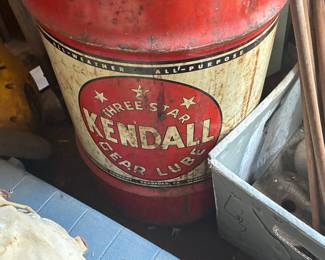 ALL-WEATHER ALL-PURPOSE
THREE STAR
KENDALL
GEAR LUBE